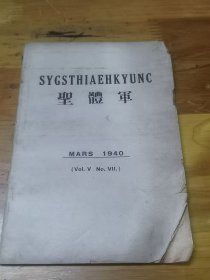 SYGSTHIAEHKYUNC
聖體軍
MARS 1940
(Vol. V No. VII.)